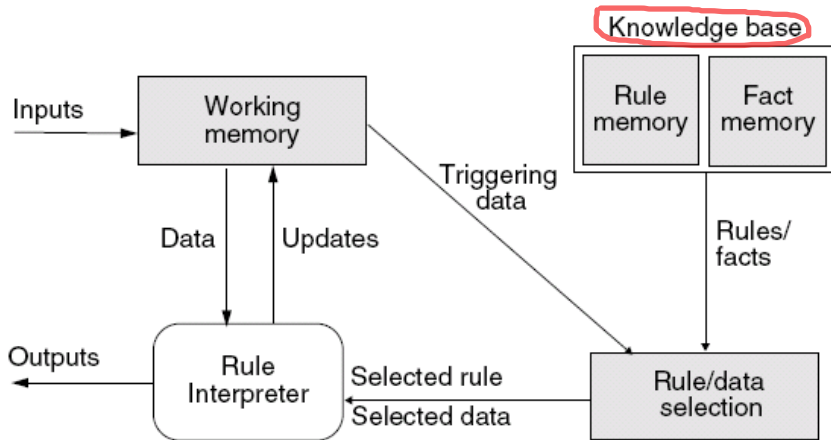 Knowledge base
Inputs
Working
memory
Rule
memory
Fact
memory
Triggering
data
Data
Updates
Rules/
facts
Outputs
Rule
Interpreter
Selected rule
Selected data
Rule/data
selection